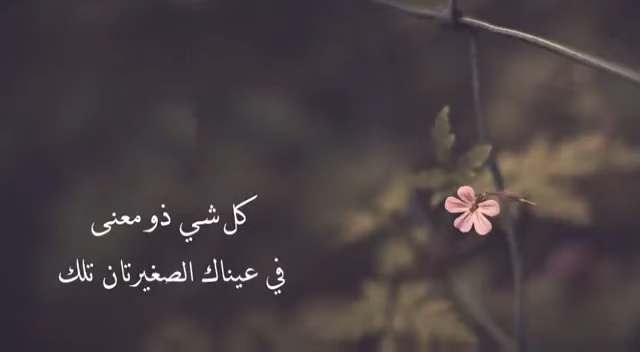 كل شي ذو معنى
في عيناك الصغيرتان تلك